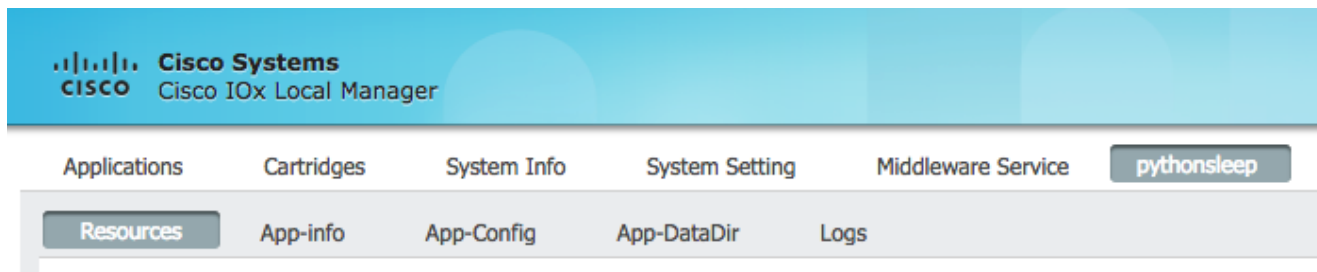 Cisco Systems
CISCO Cisco IOx Local Manager
Applications Cartridges System Info System Setting Middleware Service pythonsleep
Resources App-info App-Config App-DataDir Logs